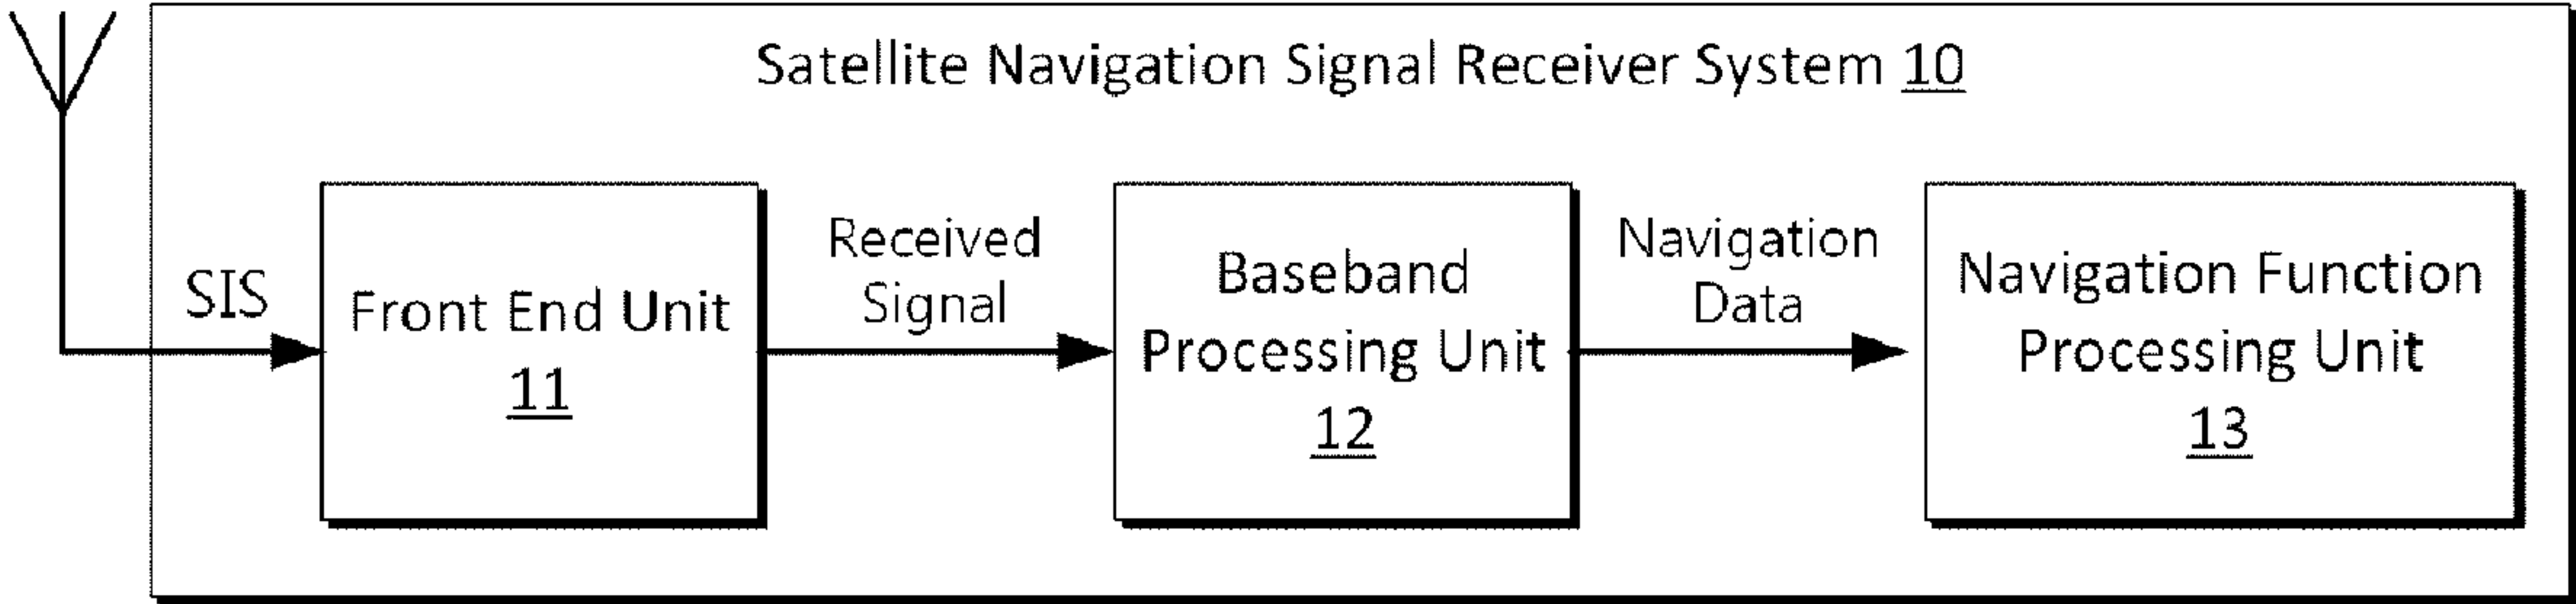 Satellite Navigation Signal Receiver System 10
SIS
Front End Unit
11
Received
Signal
Baseband
Processing Unit
12
Navigation
Data
Navigation Function
Processing Unit
13